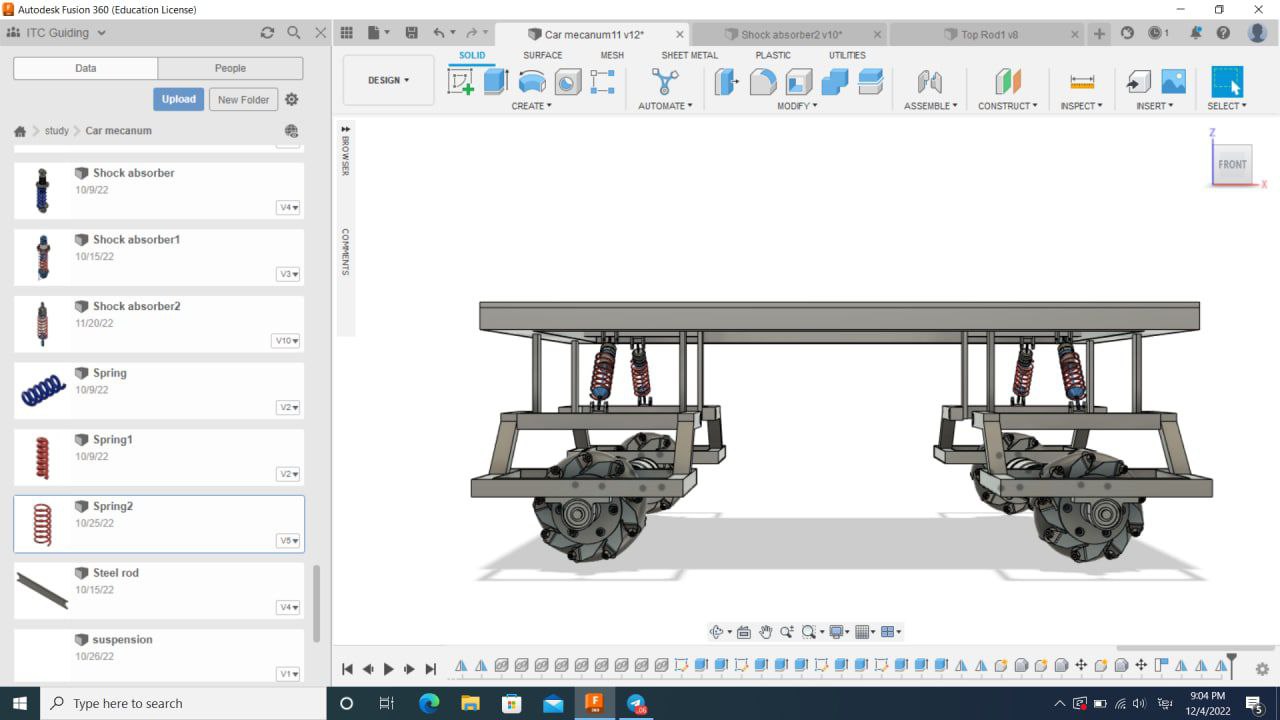 Autodesk Fusion 360 (Education License)
ITC Guiding
Car mecanum11 v12*
Shock absorber2 v10*
Top Rod1 v8
1
Data
People
SOLID
SURFACE
MESH
SHEET METAL
PLASTIC
UTILITIES
DESIGN
Upload
New Folder
CREATE
AUTOMATE
MODIFY
ASSEMBLE
CONSTRUCT
INSPECT
INSERT
SELECT
study
Car mecanum
BROWSER
COMMENTS
Z
FRONT
X
Shock absorber
10/9/22
V4
Shock absorber1
10/15/22
V3
Shock absorber2
11/20/22
V10
Spring
10/9/22
V2
Spring1
10/9/22
V2
Spring2
10/25/22
V5
Steel rod
10/15/22
V4
suspension
10/26/22
V1
Type here to search
9:04 PM
12/4/2022
5